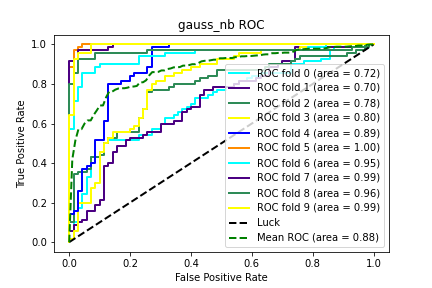 gauss_nb ROC
1.0
0.8
0.6
0.4
0.2
0.0
True Positive Rate
ROC fold 0 (area = 0.72)
ROC fold 1 (area = 0.70)
ROC fold 2 (area = 0.78)
ROC fold 3 (area = 0.80)
ROC fold 4 (area = 0.89)
ROC fold 5 (area = 1.00)
ROC fold 6 (area = 0.95)
ROC fold 7 (area = 0.99)
ROC fold 8 (area = 0.96)
ROC fold 9 (area = 0.99)
Luck
Mean ROC (area = 0.88)
0.0 0.2 0.4 0.6 0.8 1.0
False Positive Rate